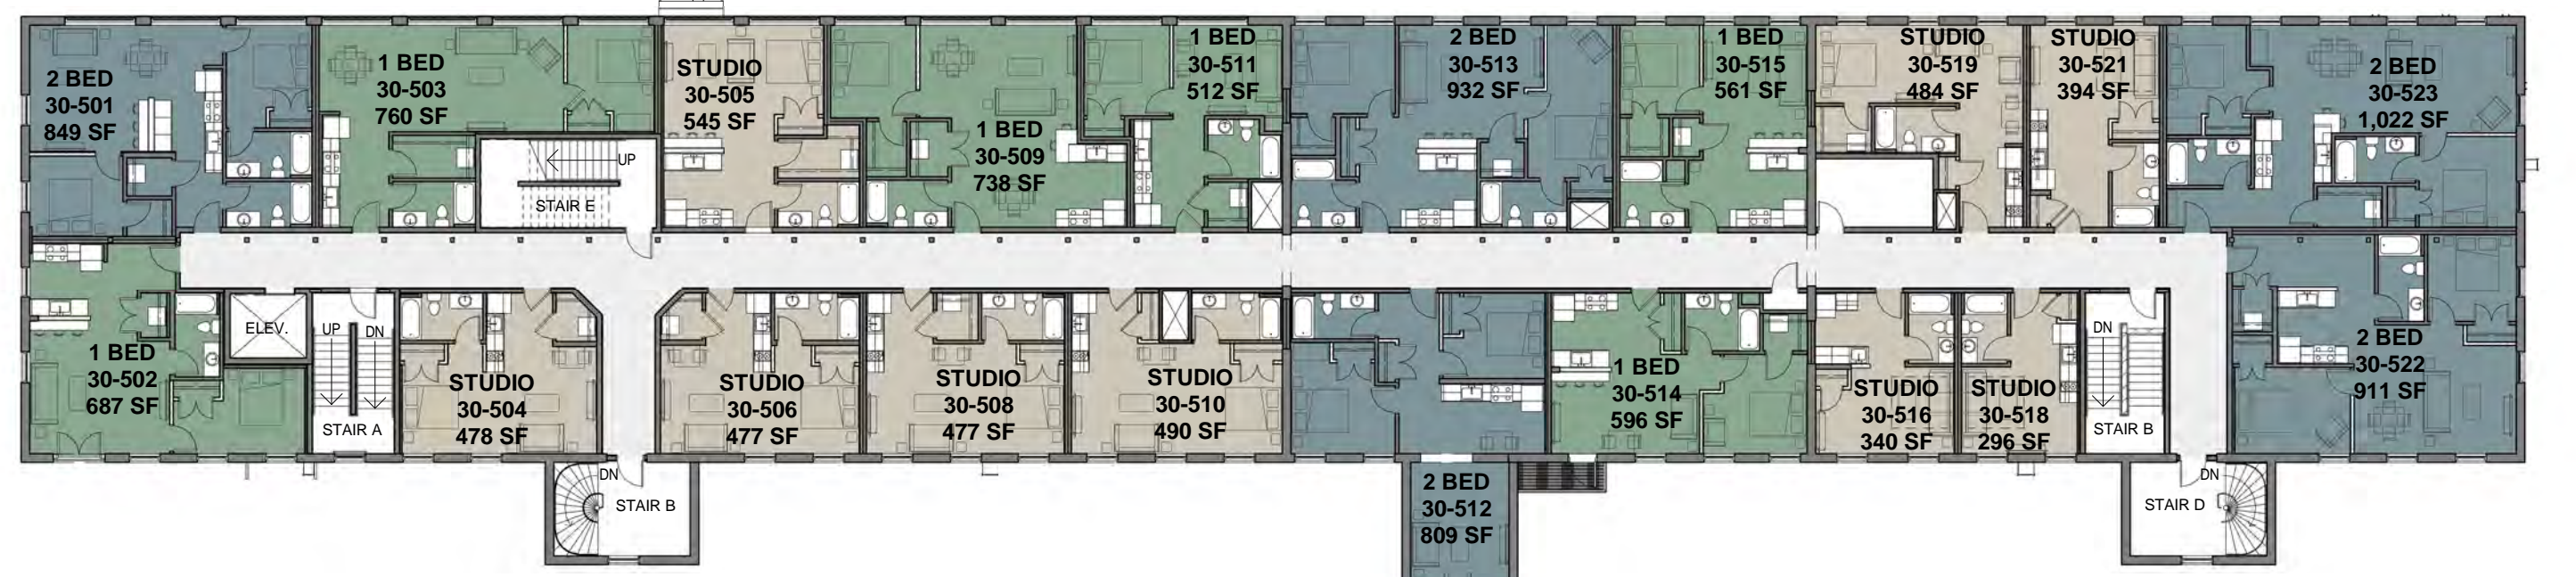 2 BED
30-501
849 SF
1 BED
30-503
760 SF
STUDIO
30-505
545 SF
1 BED
30-509
738 SF
1 BED
30-511
512 SF
2 BED
30-513
932 SF
1 BED
30-515
561 SF
STUDIO
30-519
484 SF
STUDIO
30-521
394 SF
2 BED
30-523
1,022 SF
UP
STAIR E
1 BED
30-502
687 SF
ELEV.
UP
DN
STAIR A
STUDIO
30-504
478 SF
DN
STAIR B
STUDIO
30-506
477 SF
STUDIO
30-508
477 SF
STUDIO
30-510
490 SF
2 BED
30-512
809 SF
1 BED
30-514
596 SF
STUDIO
30-516
340 SF
STUDIO
30-518
296 SF
DN
STAIR B
DN
STAIR D
2 BED
30-522
911 SF